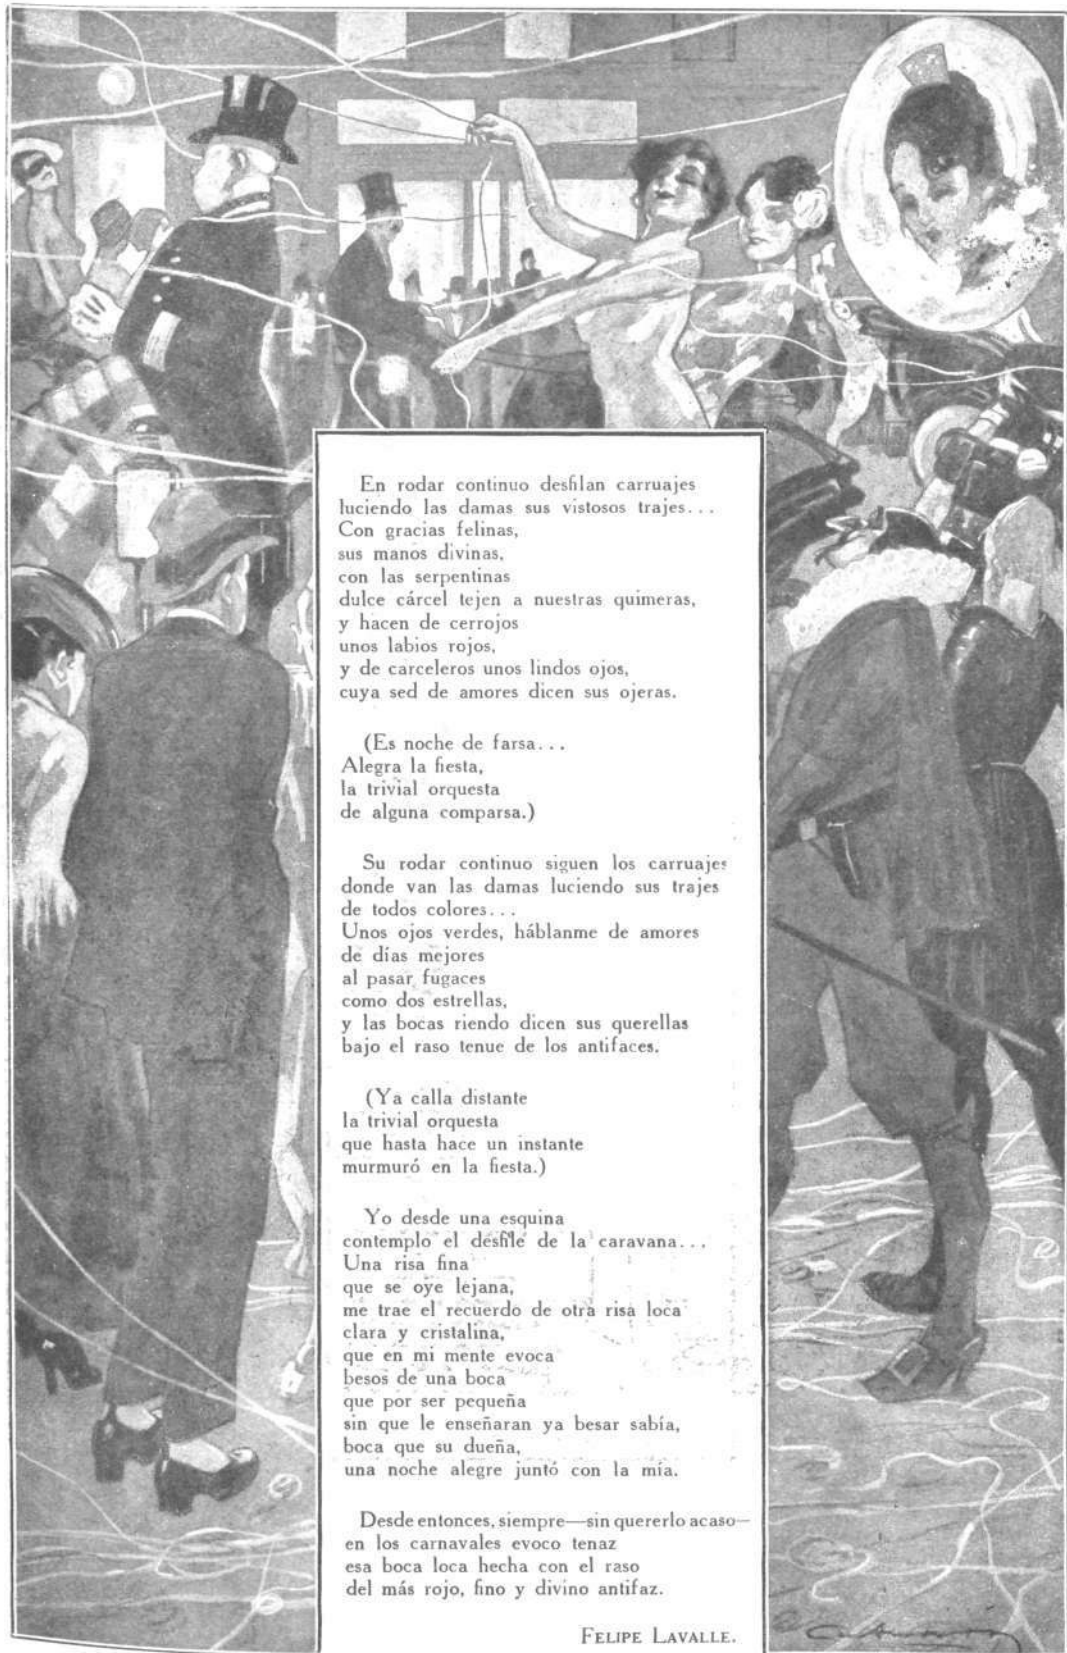 En rodar continuo desfilan carruajes
luciendo las damas sus vistosos trajes...
Con gracias felinas,
sus manos divinas,
con las serpentinas
dulce cárcel tejen a nuestras quimeras,
y hacen de cerrojos
unos labios rojos,
y de carceleros unos lindos ojos,
cuya sed de amores dicen sus ojeras.
(Es noche de farsa...
Alegra la fiesta,
la trivial orquesta
de alguna comparsa.)
Su rodar continuo siguen los carruajes
donde van las damas luciendo sus trajes
de todos colores...
Unos ojos verdes, háblanme de amores
de días mejores
al pasar fugaces
como dos estrellas,
y las bocas riendo dicen sus querellas
bajo el raso tenue de los antifaces.
(Ya calla distante
la trivial orquesta
que hasta hace un instante
murmuró en la fiesta.)
Yo desde una esquina
contemplo el desfile de la caravana...
Una risa fina
que se oye lejana,
me trae el recuerdo de otra risa loca
clara y cristalina,
que en mi mente evoca
besos de una boca
que por ser pequeña
sin que le enseñaran ya besar sabía,
boca que su dueña,
una noche alegre juntó con la mía.
Desde entonces, siempre—sin quererlo acaso—
en los carnavales evoco tenaz
esa boca loca hecha con el raso
del más rojo, fino y divino antifaz.
FELIPE LAVALLE.